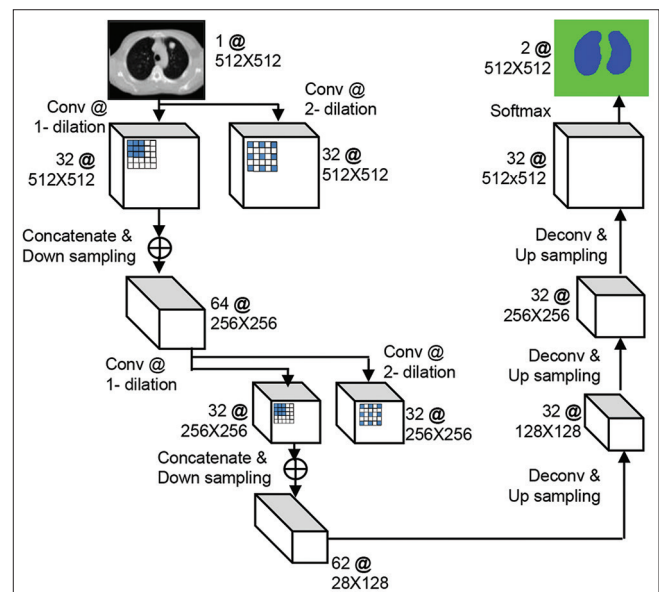 1 @
512X512
Conv @
1- dilation
Conv @
2- dilation
32 @
512X512
32 @
512X512
Concatenate &
Down sampling
64 @
256X256
Conv @
1- dilation
Conv @
2- dilation
32 @
256X256
32 @
256X256
Concatenate &
Down sampling
62 @
28X128
Deconv &
Up sampling
32 @
128X128
Deconv &
Up sampling
32 @
256X256
Deconv &
Up sampling
32 @
512x512
Softmax
2 @
512X512